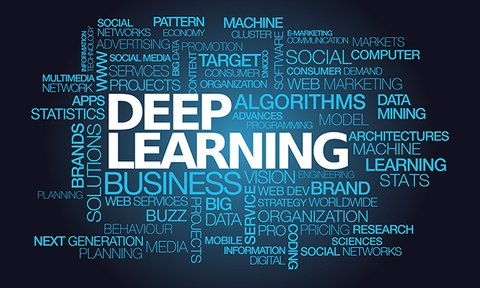 SOCIAL PATTERN MACHINE
NETWORKS ECONOMY CLUSTER E-MARKETING
INFORMATION TECHNOLOGY
ADVERTISING PROMOTION SOFTWARE COMMUNICATION MARKETS
WWW SOCIAL MEDIA BIG DATA CONTENT TARGET CODING SOCIAL COMPUTER
MULTIMEDIA SERVICES CONSUMER CONSUMER DEMAND
NETWORK PROJECTS ORGANIZATION WEB MARKETING
APPS DEEP ALGORITHMS DATA
STATISTICS ADVANCES MODEL MINING
PROGRAMMING
BRANDS SOLUTIONS LEARNING ARCHITECTURES
MACHINE
LEARNING
BUSINESS VISION ENGINEERING STATS
PLANNING WEB DEV BRAND
WEB SERVICES BIG SERVICE STRATEGY WORLDWIDE
BUZZ PROJECTS DATA ORGANIZATION
BEHAVIOUR PRO CODING PRICING RESEARCH
NEXT GENERATION MEDIA MOBILE SCIENCES
PLANNING INFORMATION SOCIAL NETWORKS
DIGITAL